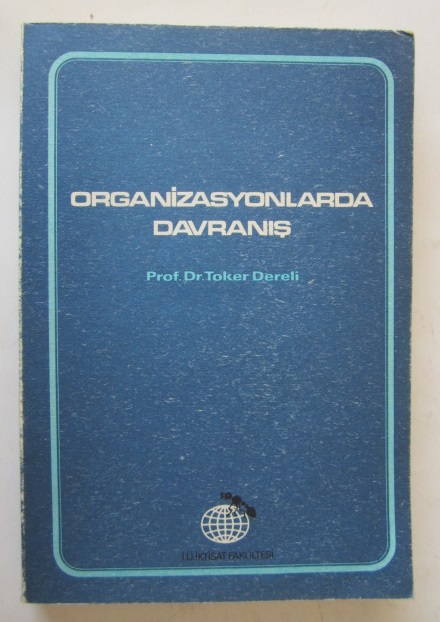 ORGANİZASYONLARDA
DAVRANIŞ
Prof. Dr. Toker Dereli
İ.Ü. İKTİSAT FAKÜLTESİ